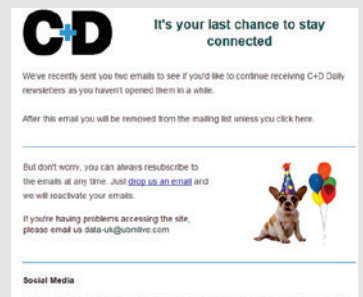 C+D
It's your last chance to stay
connected
We've recently sent you two emails to see if you'd like to continue receiving C+D Daily
newsletters as you haven't opened them in a while.
After this email you will be removed from the mailing list unless you click here.
But don't worry, you can always resubscribe to
the emails at any time. Just drop us an email and
we will reactivate your emails.
If you're having problems accessing the site,
please email us data-uk@ubmlive.com
Social Media